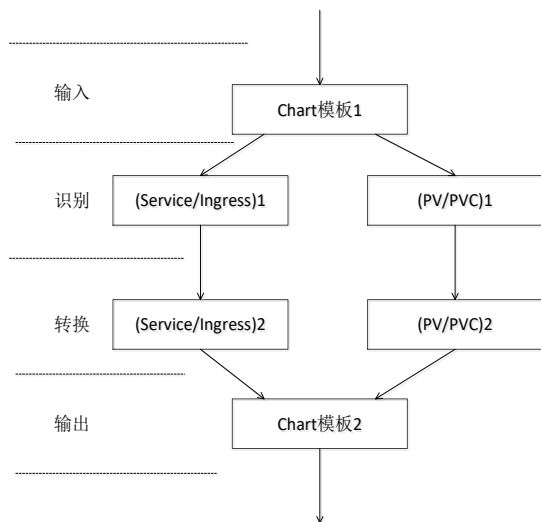 输入
Chart模板1
识别
(Service/Ingress)1
(PV/PVC)1
转换
(Service/Ingress)2
(PV/PVC)2
输出
Chart模板2